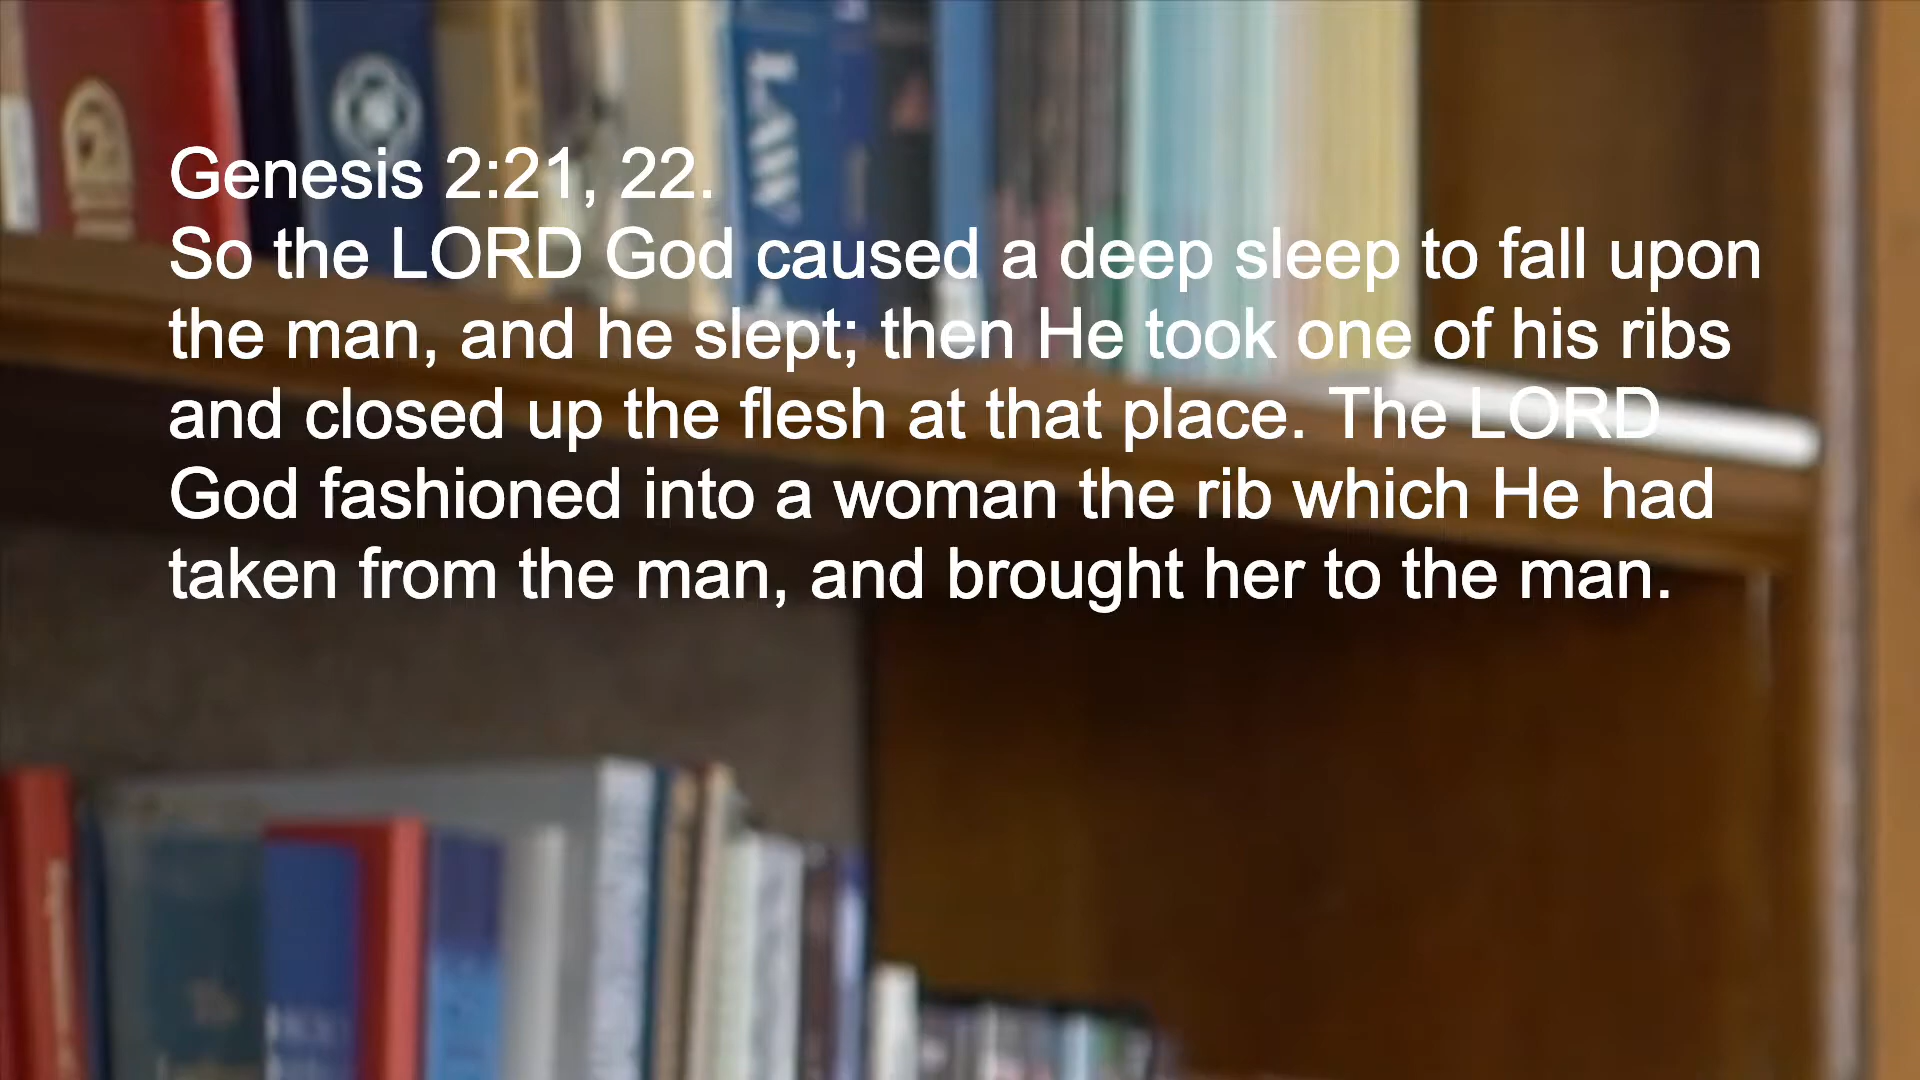 Genesis 2:21, 22.
So the LORD God caused a deep sleep to fall upon
the man, and he slept; then He took one of his ribs
and closed up the flesh at that place. The LORD
God fashioned into a woman the rib which He had
taken from the man, and brought her to the man.
LAW